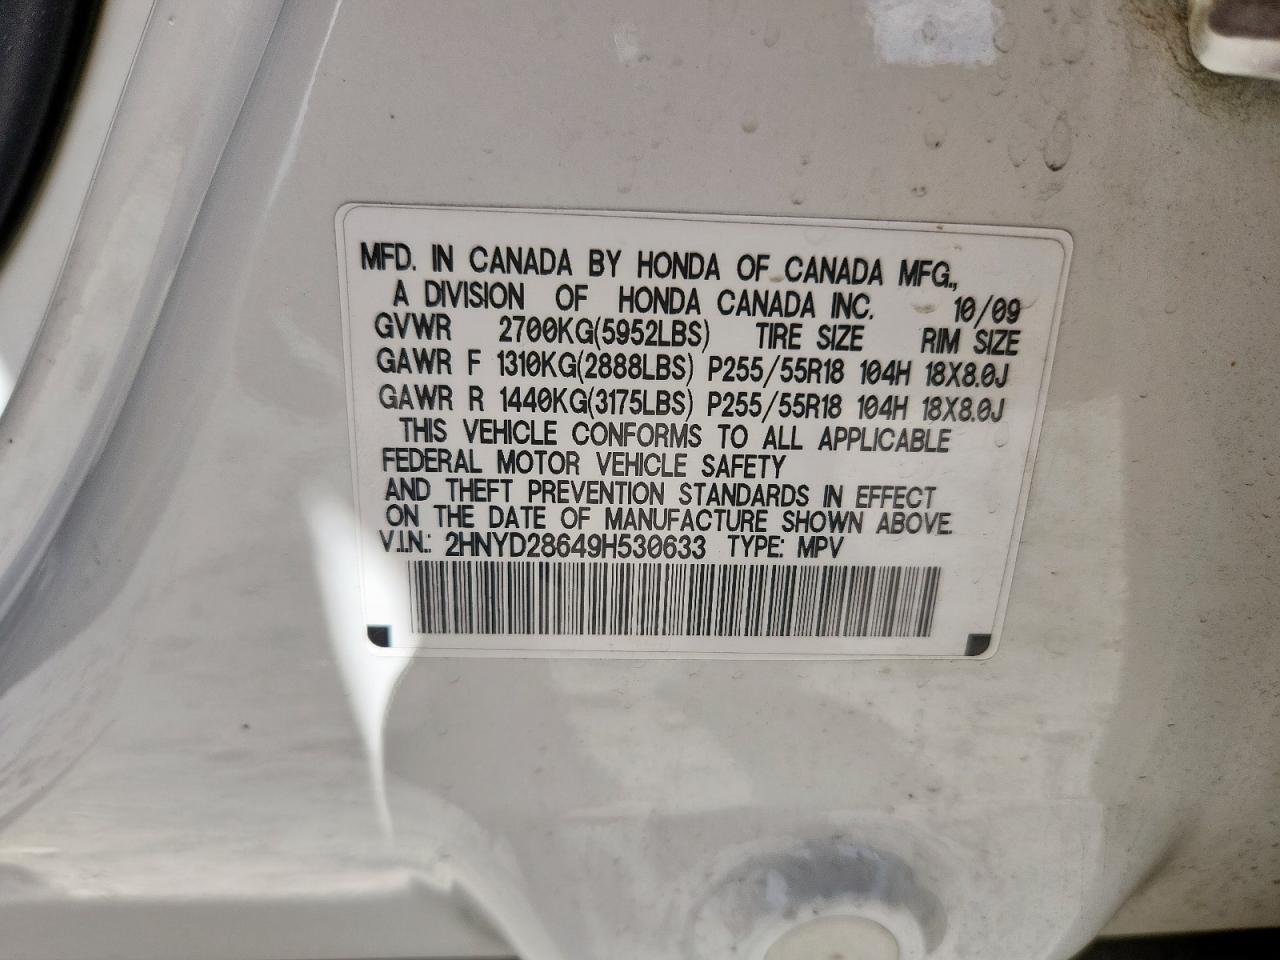 MFD. IN CANADA BY HONDA OF CANADA MFG.,
A DIVISION OF HONDA CANADA INC. 10/09
GVWR 2700KG(5952LBS) TIRE SIZE RIM SIZE
GAWR F 1310KG(2888LBS) P255/55R18 104H 18X8.0J
GAWR R 1440KG(3175LBS) P255/55R18 104H 18X8.0J
THIS VEHICLE CONFORMS TO ALL APPLICABLE
FEDERAL MOTOR VEHICLE SAFETY
AND THEFT PREVENTION STANDARDS IN EFFECT
ON THE DATE OF MANUFACTURE SHOWN ABOVE.
V.I.N.: 2HNYD28649H530633 TYPE: MPV